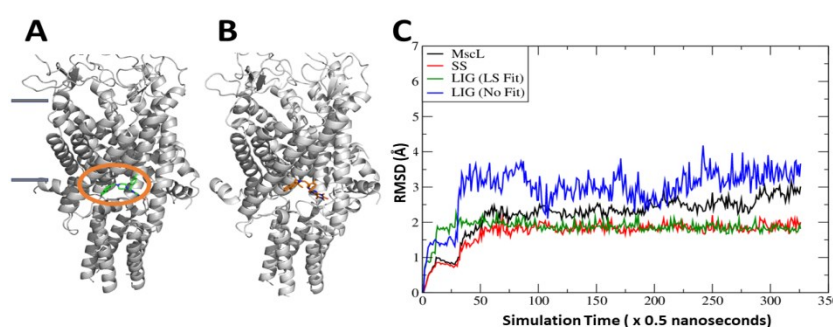 A
B
C
MscL
SS
LIG (LS Fit)
LIG (No Fit)
RMSD (Å)
7
6
5
4
3
2
1
0
0 50 100 150 200 250 300 350
Simulation Time ( x 0.5 nanoseconds)